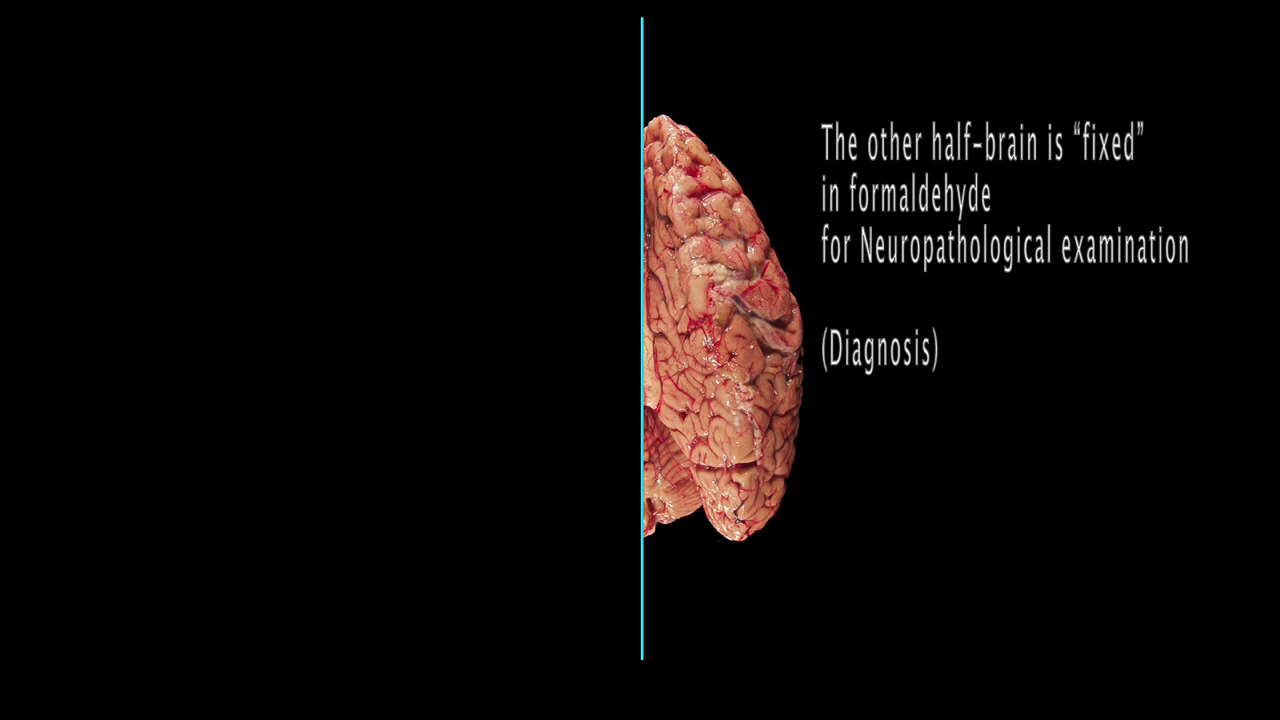 The other half-brain is “fixed”
in formaldehyde
for Neuropathological examination
(Diagnosis)